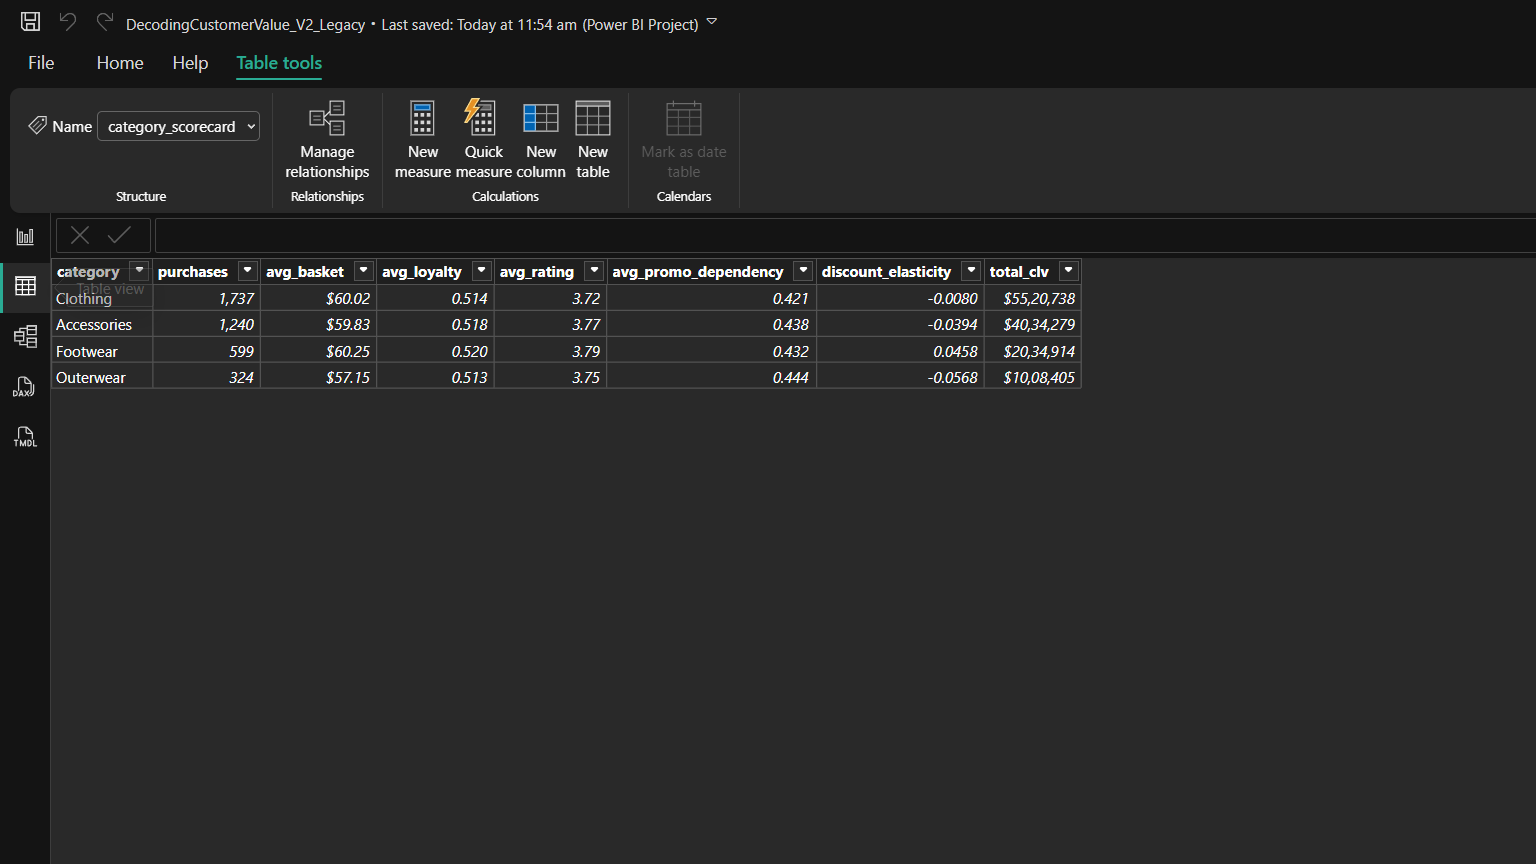 DecodingCustomerValue_V2_Legacy • Last saved: Today at 11:54 am (Power BI Project)
File Home Help Table tools
Name category_scorecard
Structure
Manage relationships
Relationships
New measure
Quick measure
New column
New table
Calculations
Mark as date table
Calendars
category purchases avg_basket avg_loyalty avg_rating avg_promo_dependency discount_elasticity total_clv
Table view
Clothing 1,737 $60.02 0.514 3.72 0.421 -0.0080 $55,20,738
Accessories 1,240 $59.83 0.518 3.77 0.438 -0.0394 $40,34,279
Footwear 599 $60.25 0.520 3.79 0.432 0.0458 $20,34,914
Outerwear 324 $57.15 0.513 3.75 0.444 -0.0568 $10,08,405
DAX
TMDL